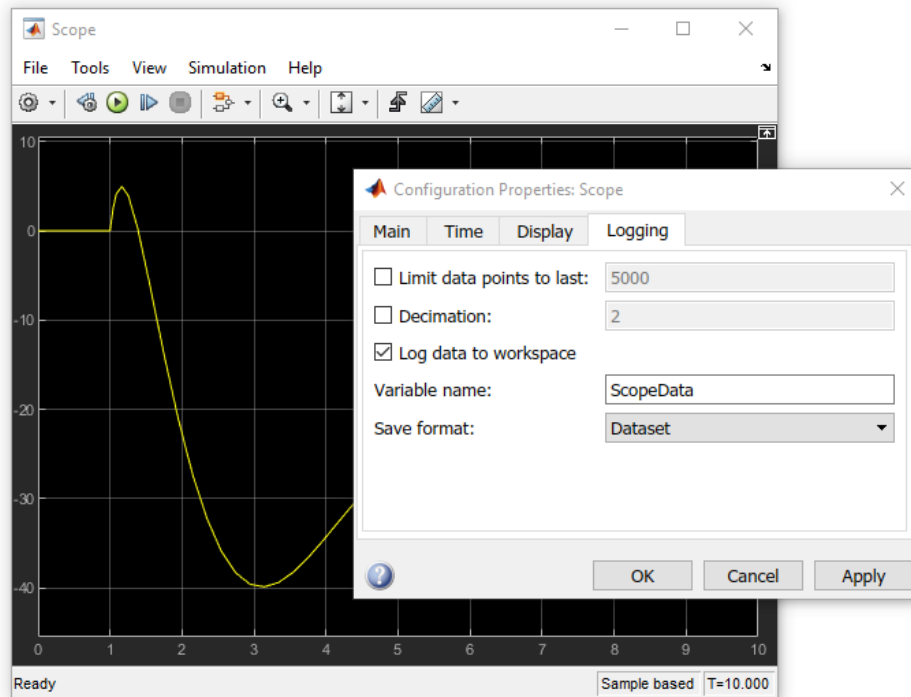 Scope
File Tools View Simulation Help
10
0
-10
-20
-30
-40
0 1 2 3 4 5 6 7 8 9 10
Ready
Sample based T=10.000
Configuration Properties: Scope
Main Time Display Logging
Limit data points to last: 5000
Decimation: 2
Log data to workspace
Variable name: ScopeData
Save format: Dataset
? OK Cancel Apply